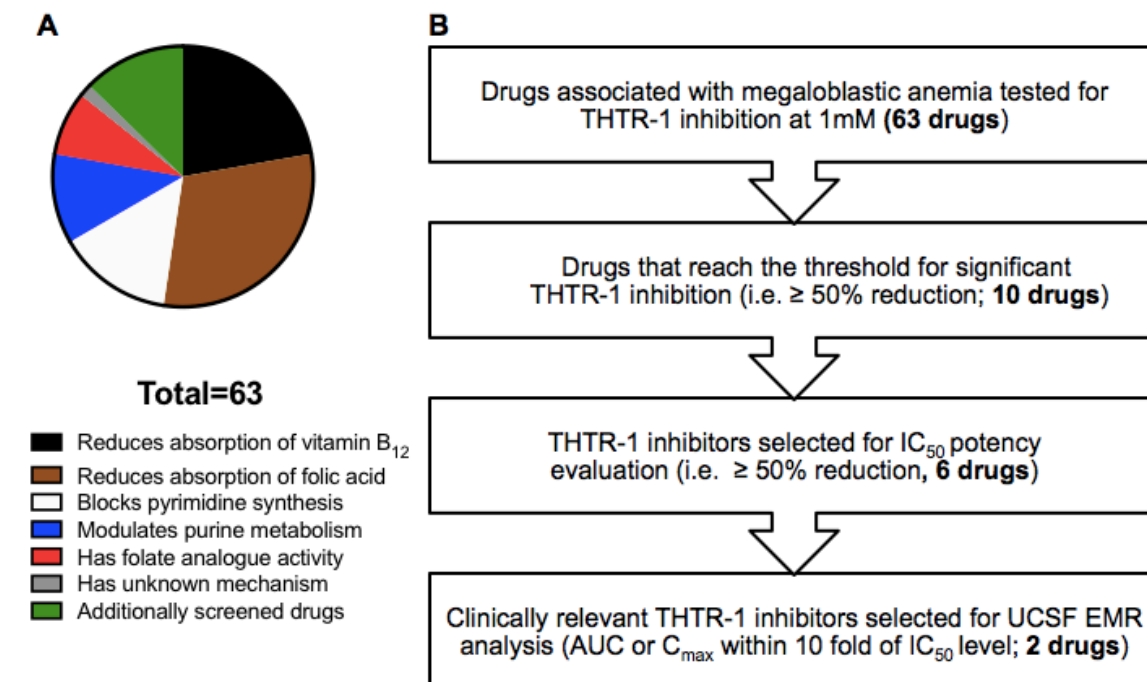 A
Total=63
Reduces absorption of vitamin B12
Reduces absorption of folic acid
Blocks pyrimidine synthesis
Modulates purine metabolism
Has folate analogue activity
Has unknown mechanism
Additionally screened drugs
B
Drugs associated with megaloblastic anemia tested for
THTR-1 inhibition at 1mM (63 drugs)
Drugs that reach the threshold for significant
THTR-1 inhibition (i.e. ≥ 50% reduction; 10 drugs)
THTR-1 inhibitors selected for IC50 potency
evaluation (i.e. ≥ 50% reduction, 6 drugs)
Clinically relevant THTR-1 inhibitors selected for UCSF EMR
analysis (AUC or Cmax within 10 fold of IC50 level; 2 drugs)